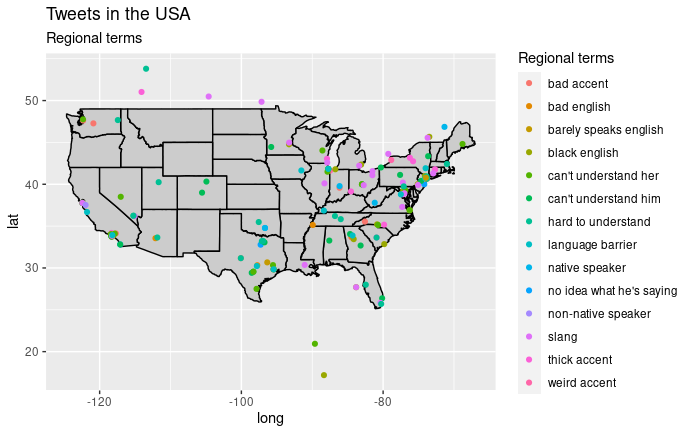 Tweets in the USA
Regional terms
50
40
30
20
lat
-120
-100
-80
long
Regional terms
bad accent
bad english
barely speaks english
black english
can't understand her
can't understand him
hard to understand
language barrier
native speaker
no idea what he's saying
non-native speaker
slang
thick accent
weird accent